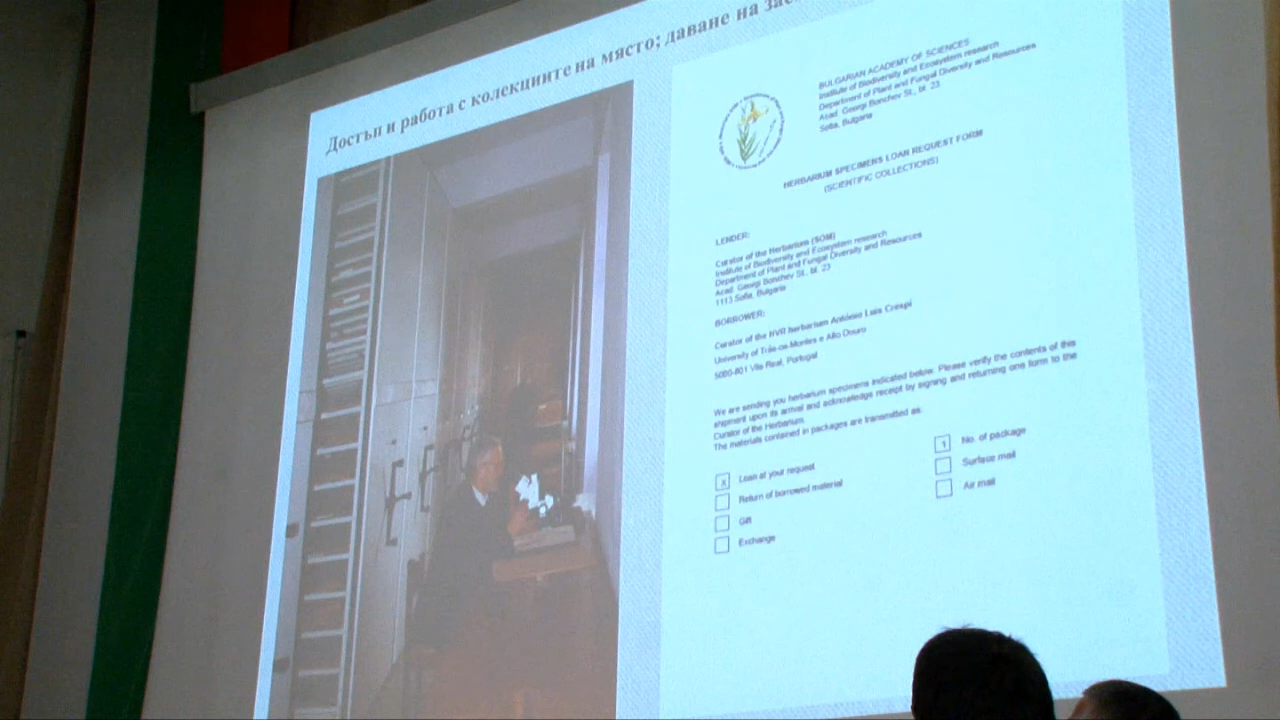 Достъп и работа с колекциите на място; даване на
BULGARIAN ACADEMY OF SCIENCES
Institute of Biodiversity and Ecosystem research
Department of Plant and Fungal Diversity and Resources
Acad. Georgi Bonchev St., bl. 23
Sofia, Bulgaria
HERBARIUM SPECIMENS LOAN REQUEST FORM
(SCIENTIFIC COLLECTIONS)
LENDER:
Curator of the Herbarium (SOM)
Institute of Biodiversity and Ecosystem research
Department of Plant and Fungal Diversity and Resources
Acad. Georgi Bonchev St., bl. 23
1113 Sofia, Bulgaria
BORROWER:
Curator of the HVR herbarium António Luis Crespi
University of Trás-os-Montes e Alto Douro
5000-801 Vila Real, Portugal
We are sending you herbarium specimens indicated below. Please verify the contents of this
shipment upon its arrival and acknowledge receipt by signing and returning one form to the
Curator of the Herbarium.
The materials contained in packages are transmitted as:
x Loan at your request
Return of borrowed material
Gift
Exchange
1 No. of package
Surface mail
Air mail